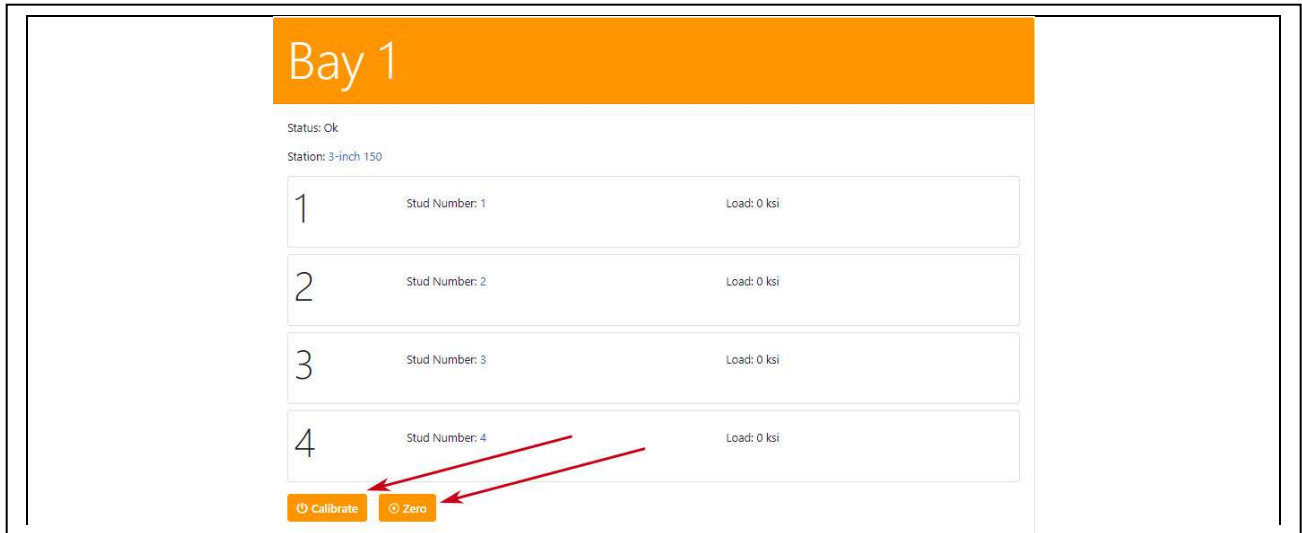 Bay 1
Status: Ok
Station: 3-inch 150
1 Stud Number: 1 Load: 0 ksi
2 Stud Number: 2 Load: 0 ksi
3 Stud Number: 3 Load: 0 ksi
4 Stud Number: 4 Load: 0 ksi
Calibrate Zero